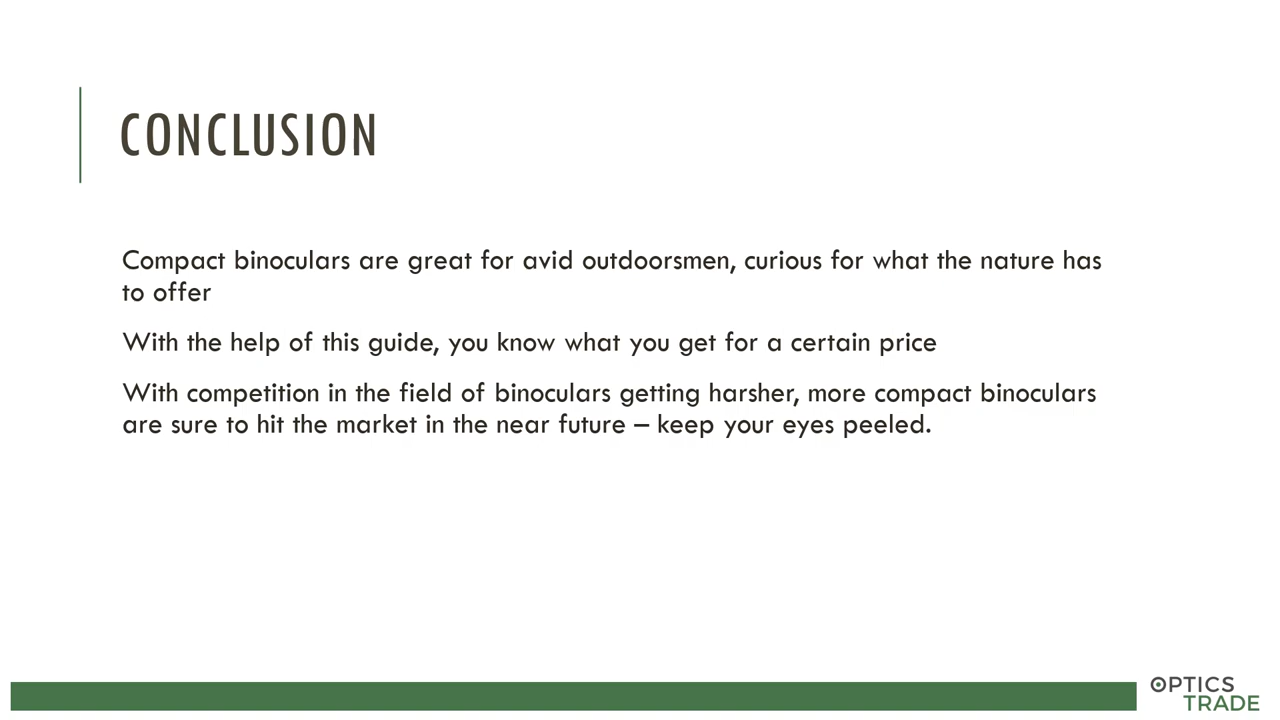 CONCLUSION
Compact binoculars are great for avid outdoorsmen, curious for what the nature has
to offer
With the help of this guide, you know what you get for a certain price
With competition in the field of binoculars getting harsher, more compact binoculars
are sure to hit the market in the near future – keep your eyes peeled.
OPTICS
TRADE